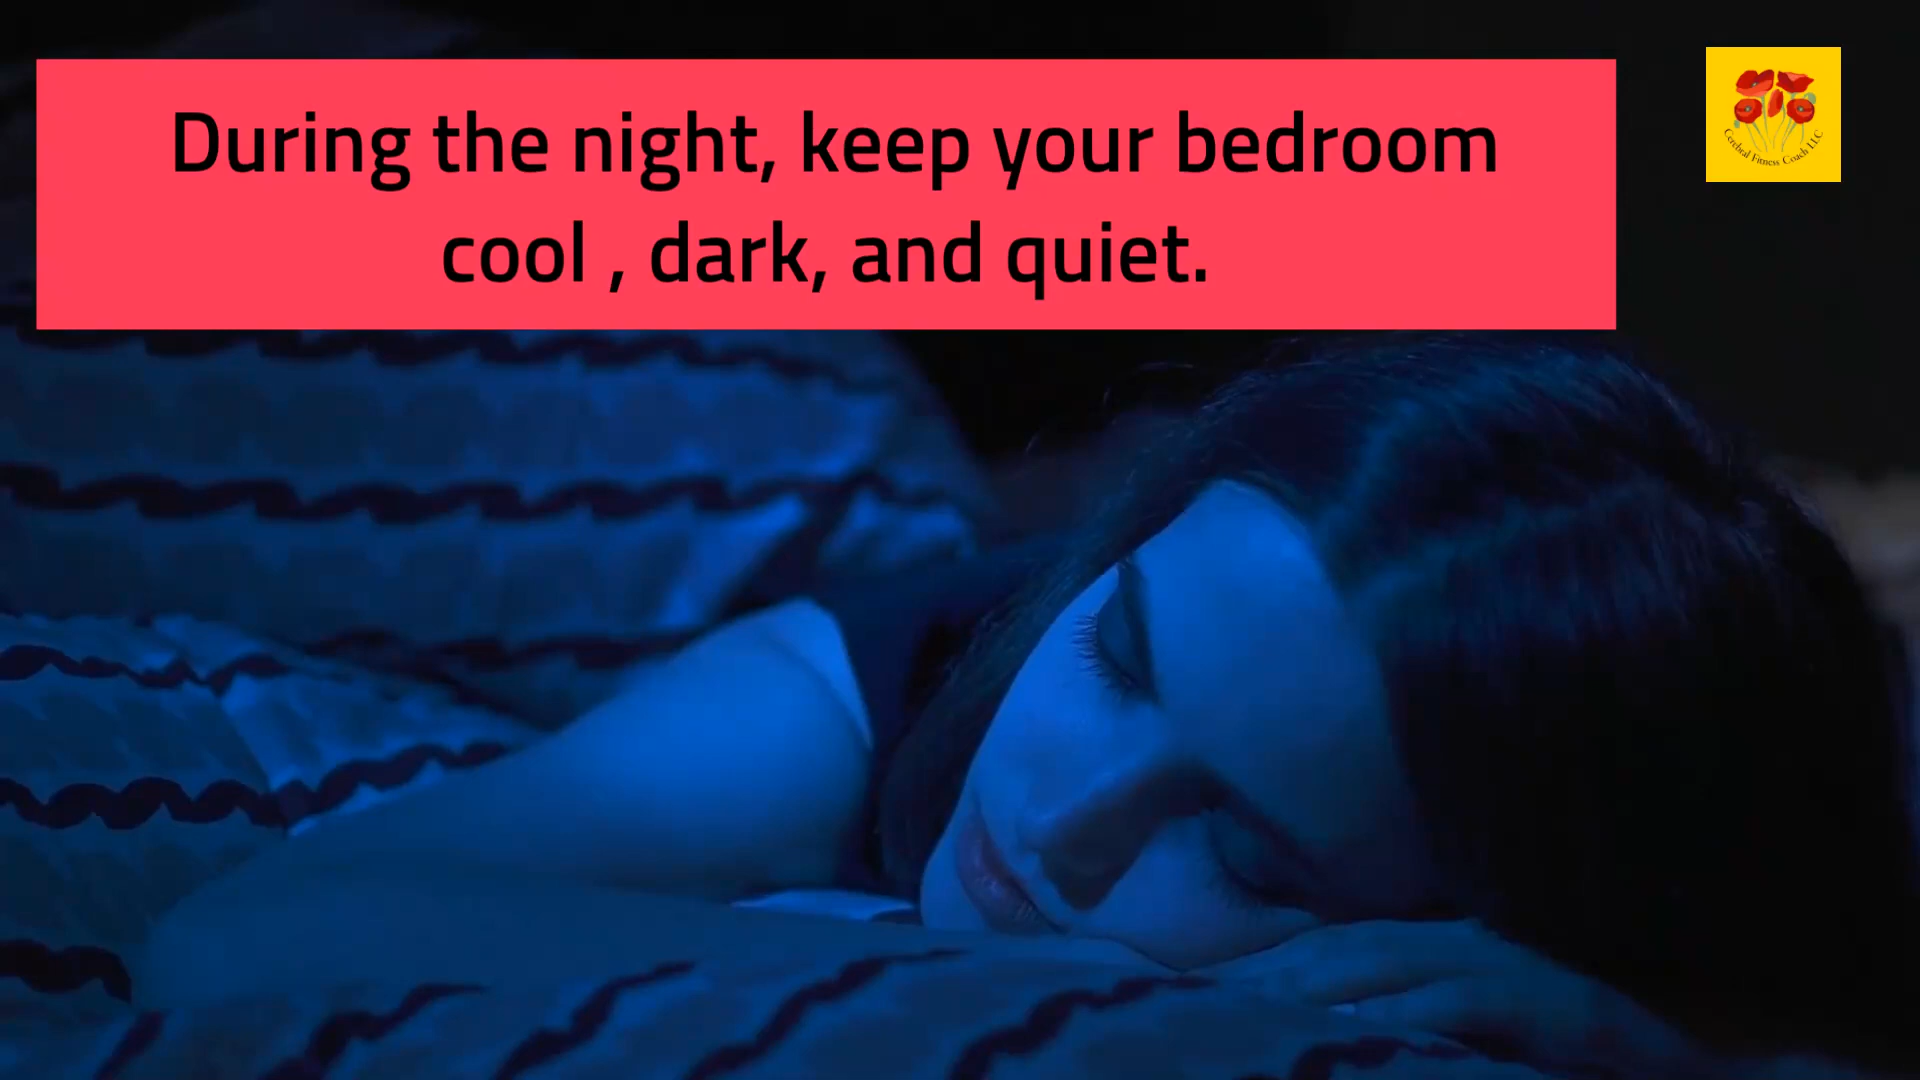 During the night, keep your bedroom
cool , dark, and quiet.
Cerebral Fitness Coach LLC